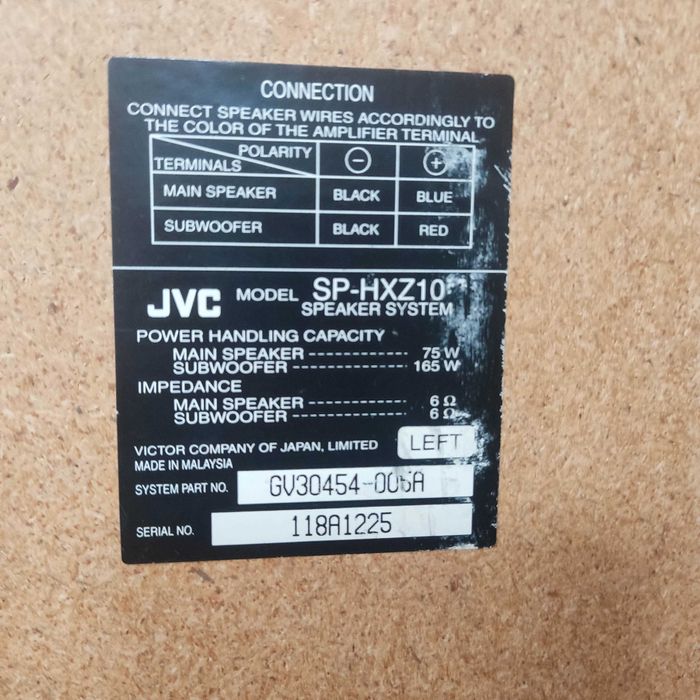 CONNECTION
CONNECT SPEAKER WIRES ACCORDINGLY TO
THE COLOR OF THE AMPLIFIER TERMINAL
POLARITY ⊖ ⊕
TERMINALS
MAIN SPEAKER BLACK BLUE
SUBWOOFER BLACK RED
JVC MODEL SP-HXZ10
SPEAKER SYSTEM
POWER HANDLING CAPACITY
MAIN SPEAKER ------------- 75 W
SUBWOOFER --------------- 165 W
IMPEDANCE
MAIN SPEAKER --------------- 6 Ω
SUBWOOFER ----------------- 6 Ω
VICTOR COMPANY OF JAPAN, LIMITED LEFT
MADE IN MALAYSIA
SYSTEM PART NO. GV30454-005A
SERIAL NO. 118A1225